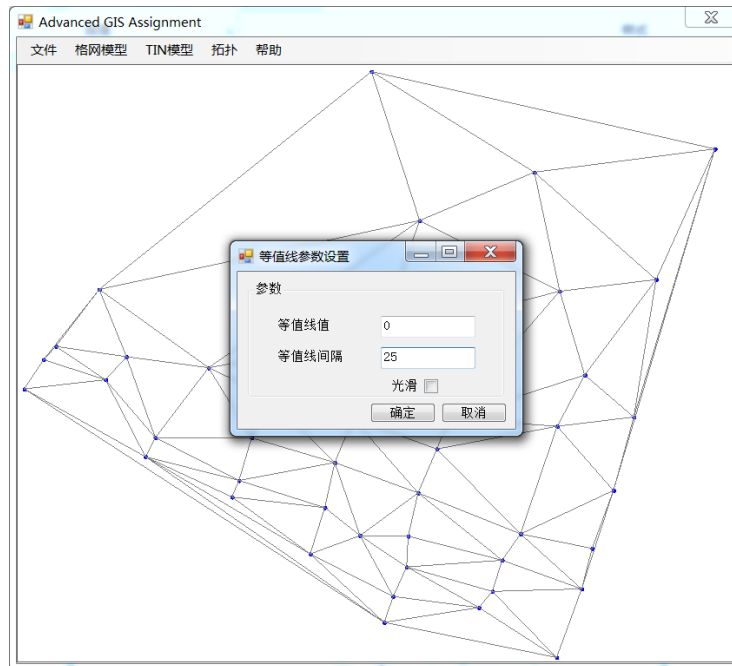 Advanced GIS Assignment
文件 格网模型 TIN模型 拓扑 帮助
等值线参数设置
参数
等值线值 0
等值线间隔 25
光滑
确定 取消